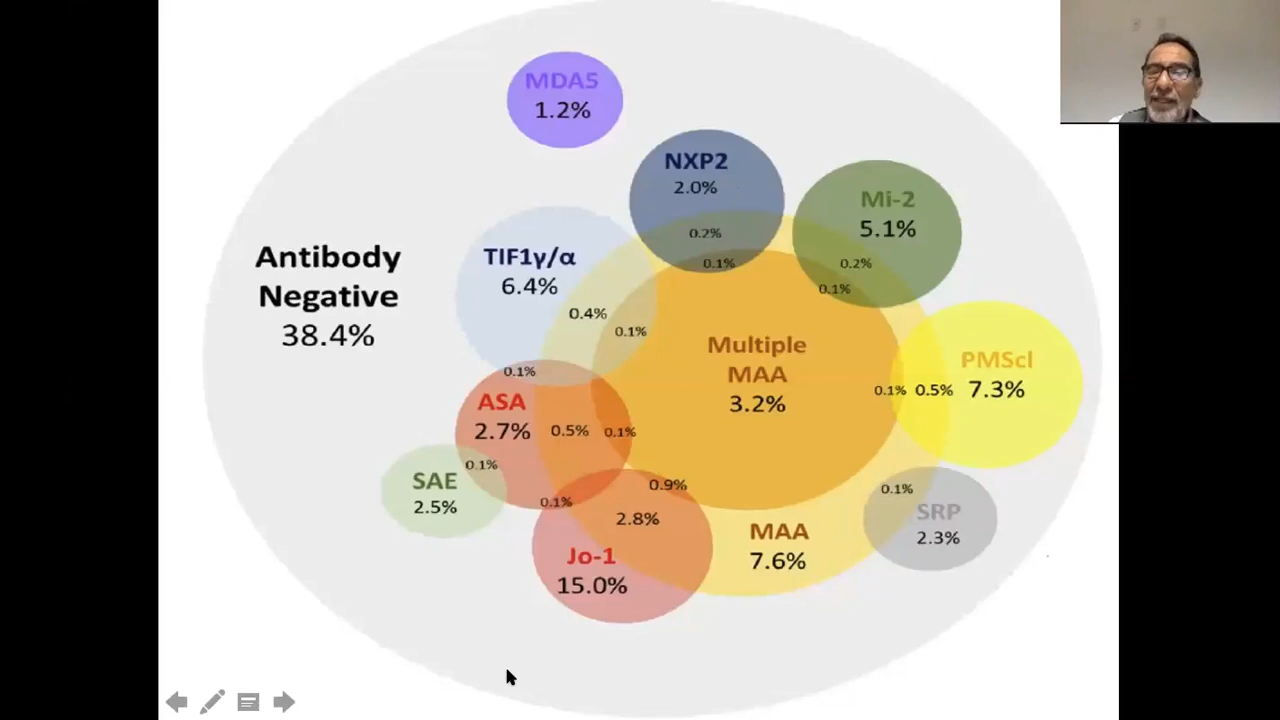 MDA5
1.2%
NXP2
2.0%
0.2%
0.1%
Mi-2
5.1%
0.2%
0.1%
TIF1γ/α
6.4%
0.4%
0.1%
Antibody
Negative
38.4%
Multiple
MAA
3.2%
PMScl
7.3%
0.1%
0.5%
0.1%
ASA
2.7%
0.5%
0.1%
0.1%
SAE
2.5%
0.1%
0.9%
2.8%
Jo-1
15.0%
MAA
7.6%
0.1%
SRP
2.3%